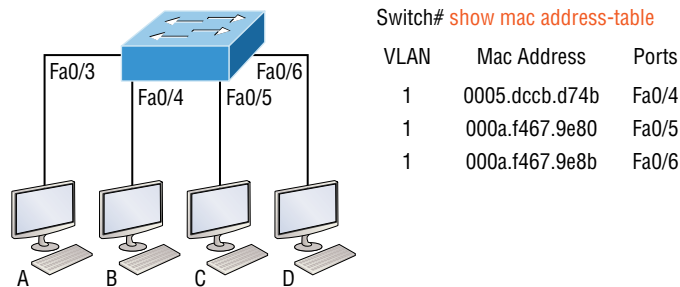 Switch# show mac address-table
VLAN Mac Address Ports
1 0005.dccb.d74b Fa0/4
1 000a.f467.9e80 Fa0/5
1 000a.f467.9e8b Fa0/6
Fa0/3 Fa0/6
Fa0/4 Fa0/5
A B C D